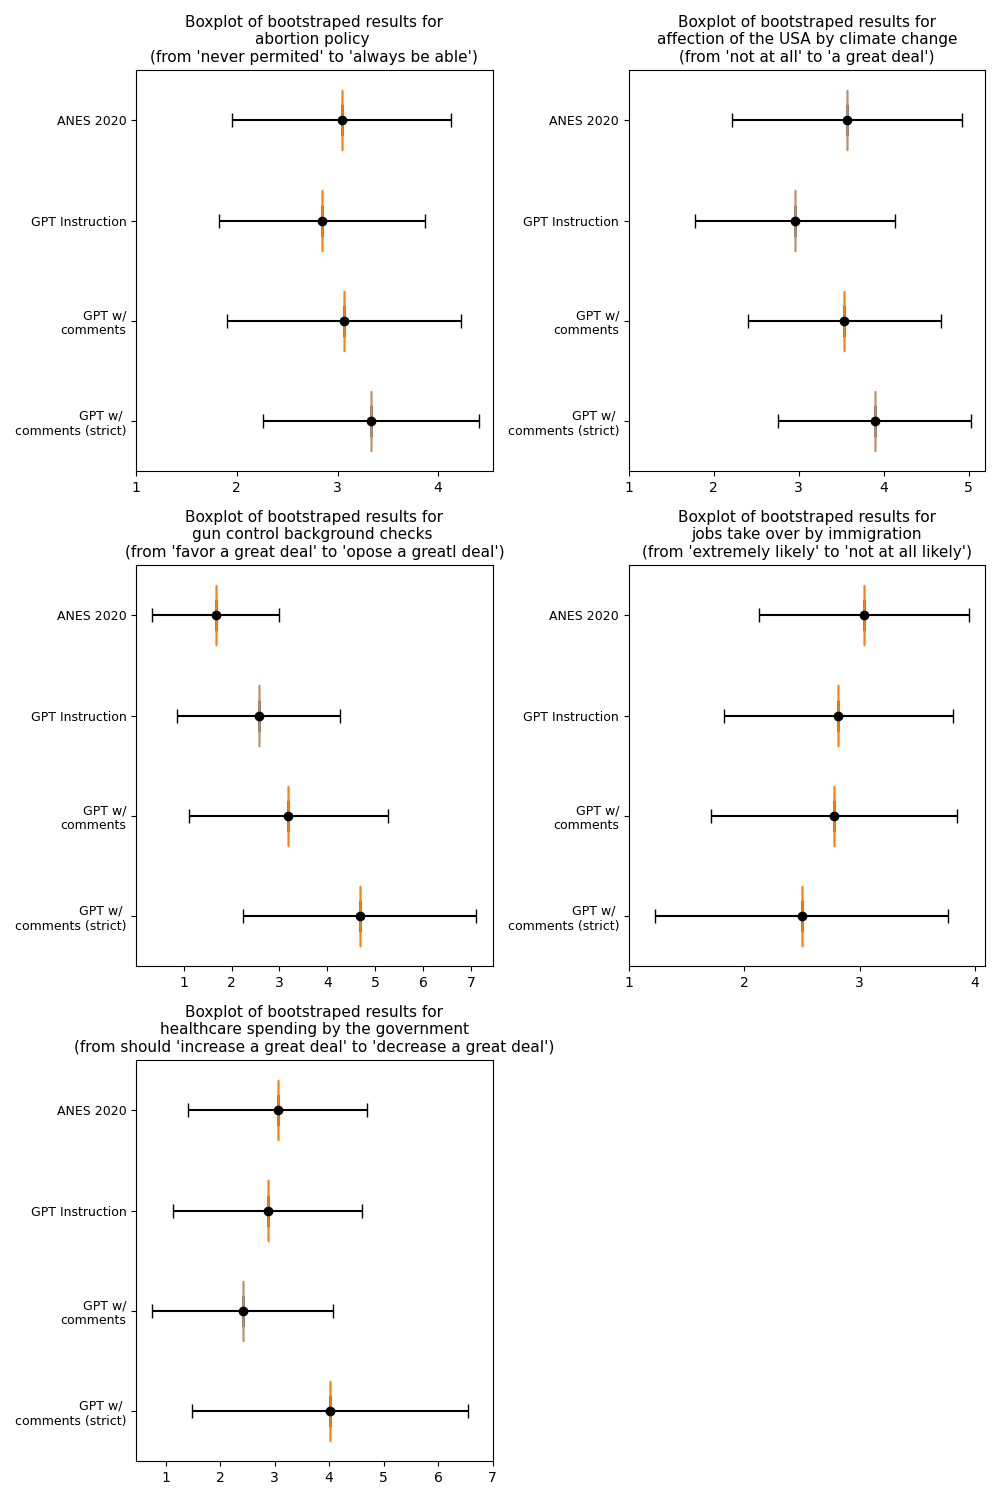 Boxplot of bootstraped results for
abortion policy
(from 'never permited' to 'always be able')
ANES 2020
GPT Instruction
GPT w/
comments
GPT w/
comments (strict)
1 2 3 4
Boxplot of bootstraped results for
affection of the USA by climate change
(from 'not at all' to 'a great deal')
ANES 2020
GPT Instruction
GPT w/
comments
GPT w/
comments (strict)
1 2 3 4 5
Boxplot of bootstraped results for
gun control background checks
(from 'favor a great deal' to 'opose a greatl deal')
ANES 2020
GPT Instruction
GPT w/
comments
GPT w/
comments (strict)
1 2 3 4 5 6 7
Boxplot of bootstraped results for
jobs take over by immigration
(from 'extremely likely' to 'not at all likely')
ANES 2020
GPT Instruction
GPT w/
comments
GPT w/
comments (strict)
1 2 3 4
Boxplot of bootstraped results for
healthcare spending by the government
(from should 'increase a great deal' to 'decrease a great deal')
ANES 2020
GPT Instruction
GPT w/
comments
GPT w/
comments (strict)
1 2 3 4 5 6 7